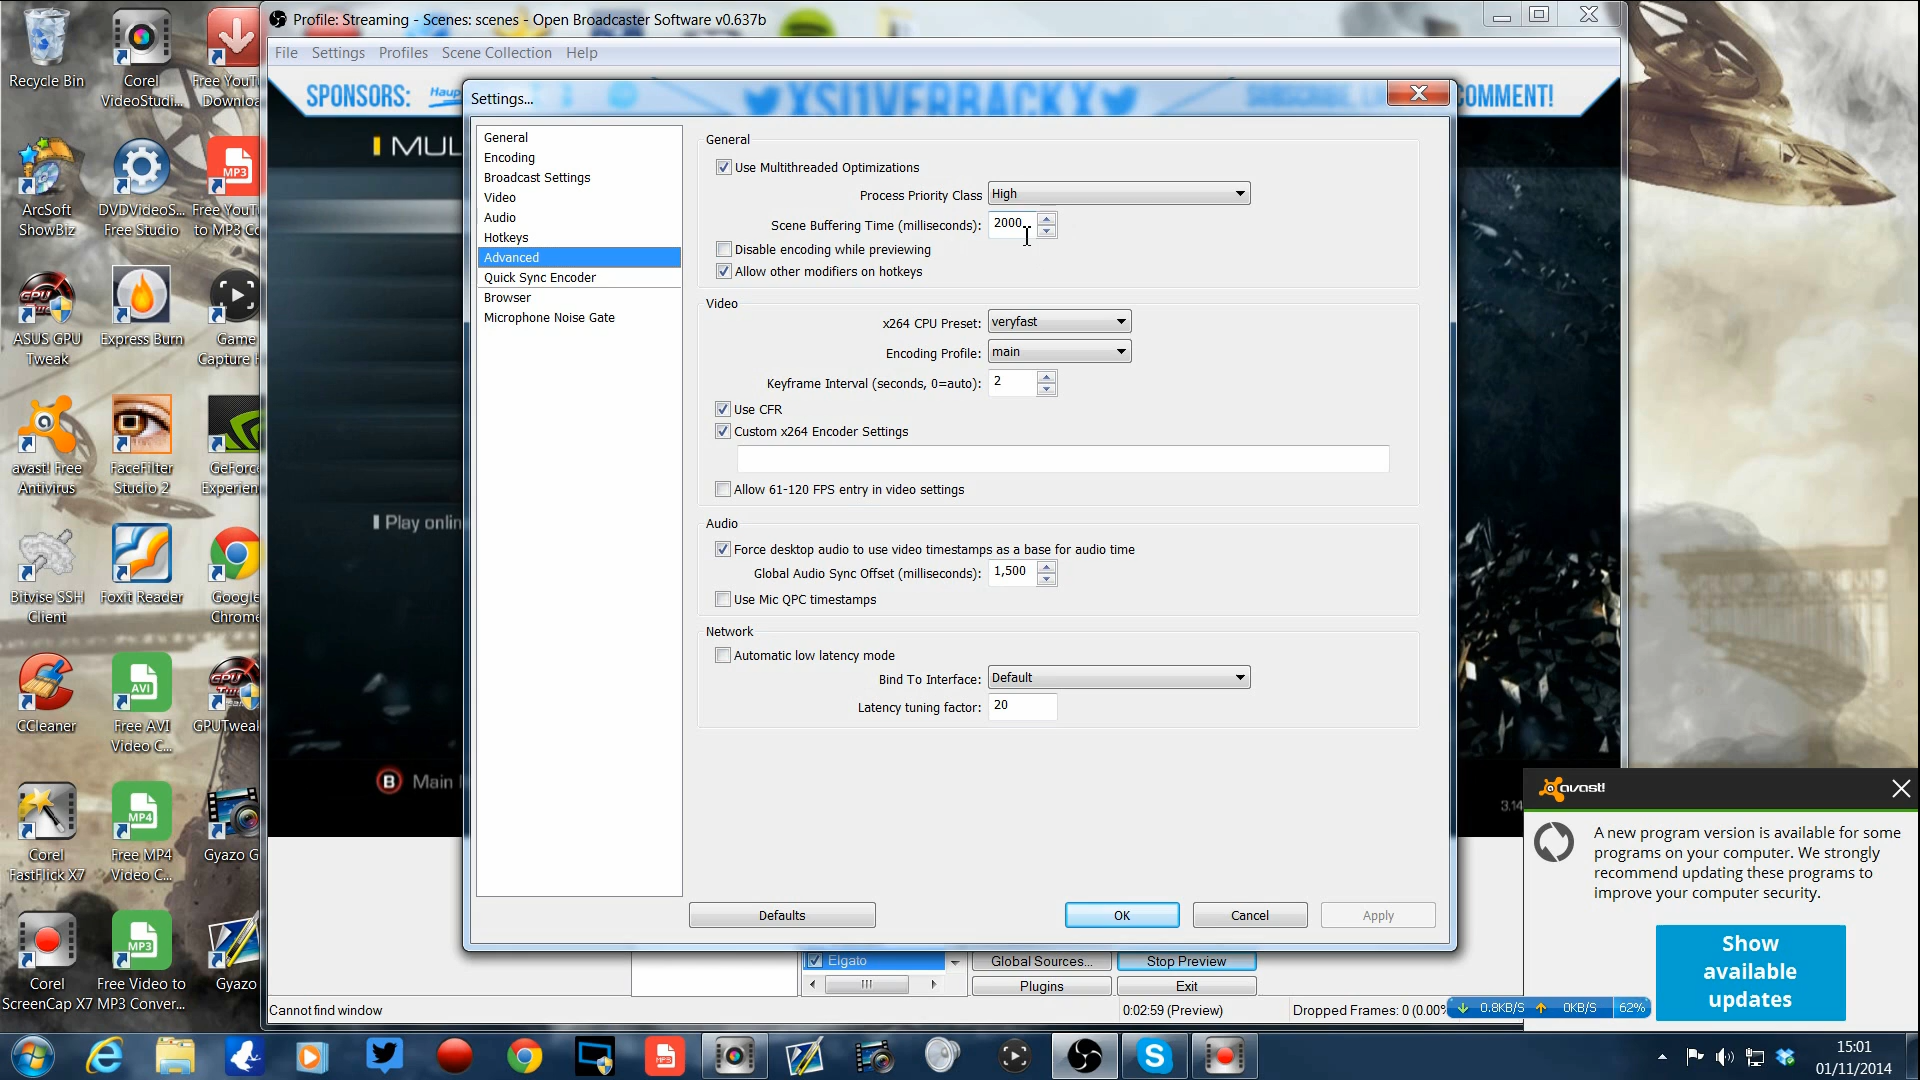 Profile: Streaming - Scenes: scenes - Open Broadcaster Software v0.637b
File Settings Profiles Scene Collection Help
SPONSORS:
XSI1VERBACKX
COMMENT!
Settings...
General
Encoding
Broadcast Settings
Video
Audio
Hotkeys
Advanced
Quick Sync Encoder
Browser
Microphone Noise Gate
General
Use Multithreaded Optimizations
Process Priority Class High
Scene Buffering Time (milliseconds): 2000
Disable encoding while previewing
Allow other modifiers on hotkeys
Video
x264 CPU Preset: veryfast
Encoding Profile: main
Keyframe Interval (seconds, 0=auto): 2
Use CFR
Custom x264 Encoder Settings
Allow 61-120 FPS entry in video settings
Audio
Force desktop audio to use video timestamps as a base for audio time
Global Audio Sync Offset (milliseconds): 1,500
Use Mic QPC timestamps
Network
Automatic low latency mode
Bind To Interface: Default
Latency tuning factor: 20
Defaults
OK
Cancel
Apply
MUL
Play onlin
B Main
3.14
Elgato
Global Sources...
Stop Preview
Plugins
Exit
Cannot find window
0:02:59 (Preview)
Dropped Frames: 0 (0.00%
0.8KB/S 0KB/S 62%
avast!
A new program version is available for some
programs on your computer. We strongly
recommend updating these programs to
improve your computer security.
Show
available
updates
Recycle Bin
Corel
VideoStudi...
Free YouT
Downloa
ArcSoft
ShowBiz
DVDVideoS...
Free Studio
MP3
Free YouT
to MP3 Co
ASUS GPU
Tweak
Express Burn
Game
Capture H
avast! Free
Antivirus
FaceFilter
Studio 2
GeForce
Experien
Bitvise SSH
Client
Foxit Reader
Google
Chrome
CCleaner
AVI
Free AVI
Video C...
GPUTweak
Corel
FastFlick X7
MP4
Free MP4
Video C...
Gyazo G
Corel
ScreenCap X7
MP3
Free Video to
MP3 Conver...
Gyazo
15:01
01/11/2014